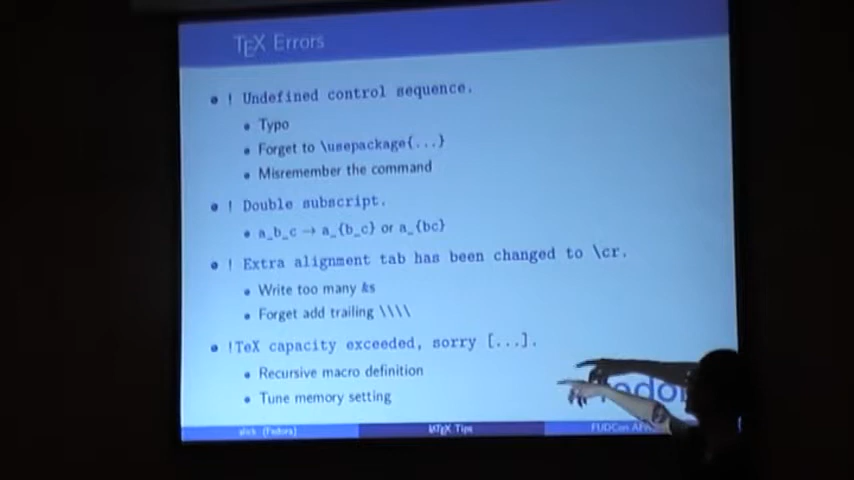 TEX Errors
! Undefined control sequence.
Typo
Forget to \usepackage{...}
Misremember the command
! Double subscript.
a_b_c → a_{b_c} or a_{bc}
! Extra alignment tab has been changed to \cr.
Write too many &s
Forget add trailing \\\\
!TeX capacity exceeded, sorry [...].
Recursive macro definition
Tune memory setting
(Fedora)
LATEX Tips
FUDCon